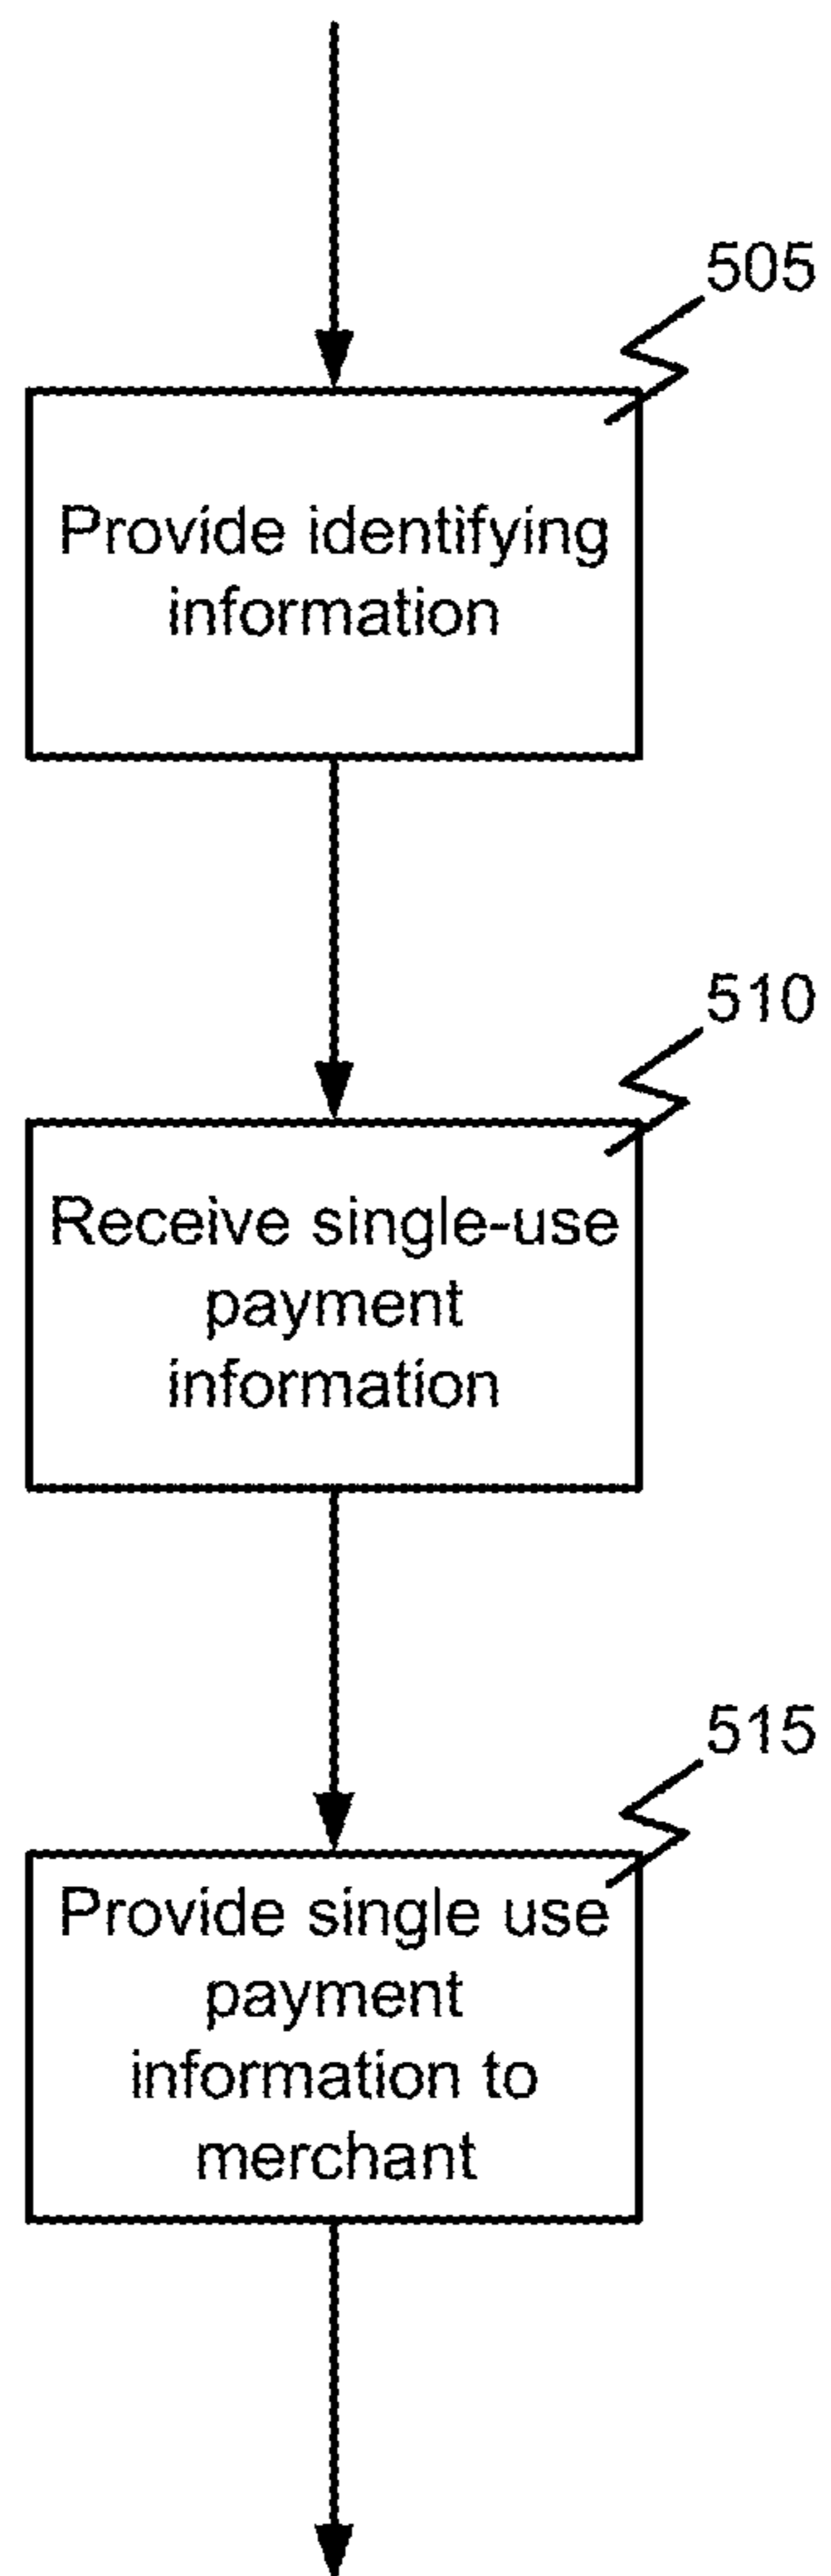 505
Provide identifying
information
510
Receive single-use
payment
information
515
Provide single use
payment
information to
merchant